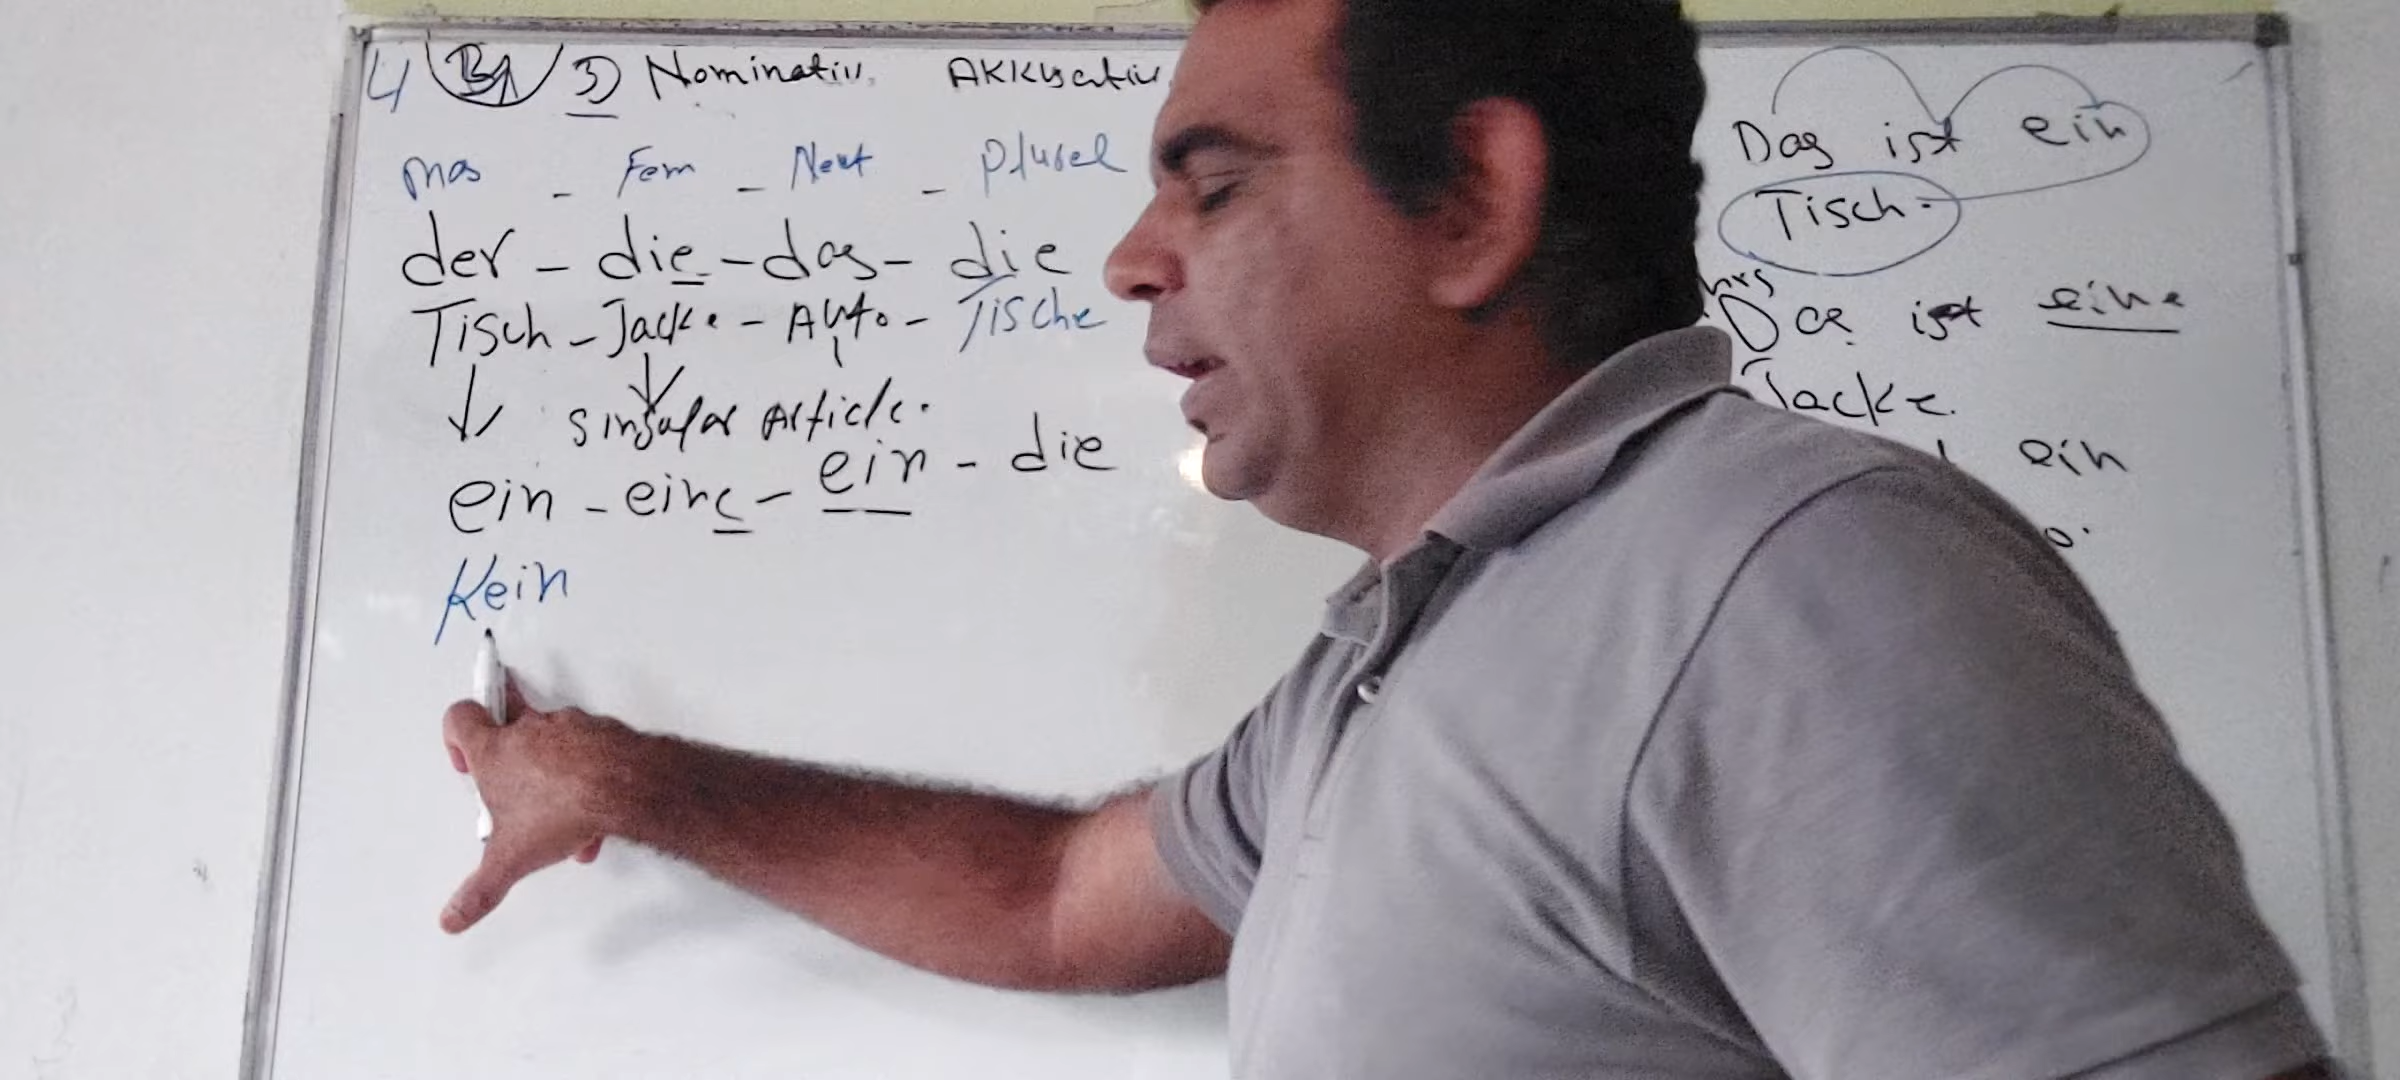 4 B1 3) Nominativ. Akkusativ
mas - Fem - Neut - Plural
der - die - das - die
Tisch - Jacke - Auto - Tische
Singular Article.
ein - eine - ein - die
Kein
Das ist ein
Tisch.
Das ist eine
Jacke.
ein